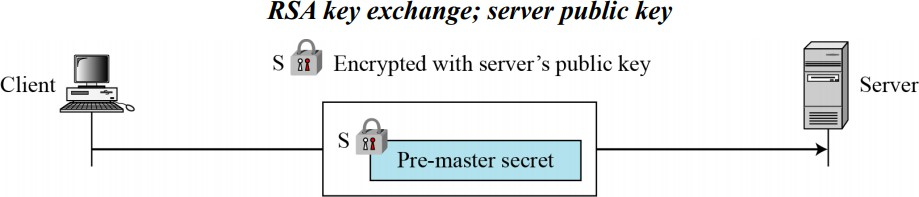 RSA key exchange; server public key
S Encrypted with server's public key
Client
Server
S
Pre-master secret